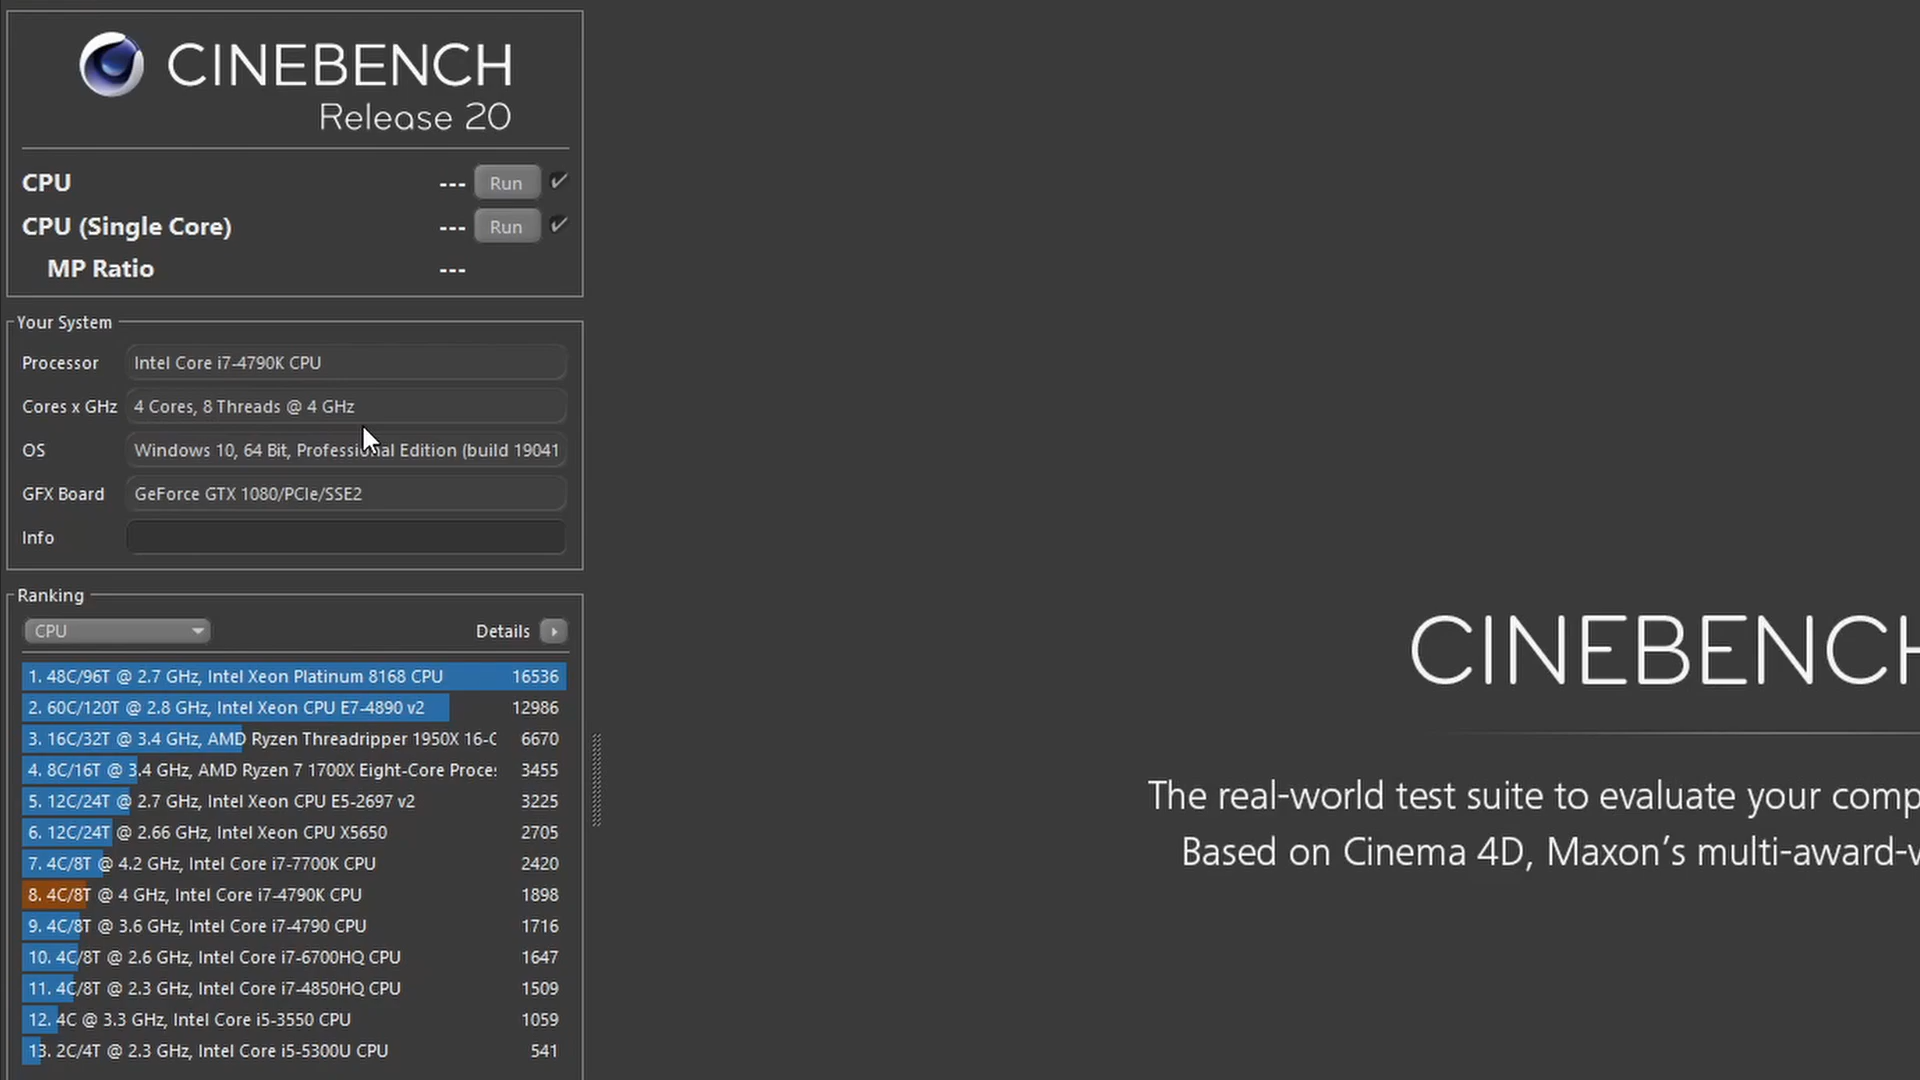 CINEBENCH
Release 20
CPU --- Run
CPU (Single Core) --- Run
MP Ratio ---
Your System
Processor Intel Core i7-4790K CPU
Cores x GHz 4 Cores, 8 Threads @ 4 GHz
OS Windows 10, 64 Bit, Professional Edition (build 19041
GFX Board GeForce GTX 1080/PCIe/SSE2
Info
Ranking
CPU Details
1. 48C/96T @ 2.7 GHz, Intel Xeon Platinum 8168 CPU 16536
2. 60C/120T @ 2.8 GHz, Intel Xeon CPU E7-4890 v2 12986
3. 16C/32T @ 3.4 GHz, AMD Ryzen Threadripper 1950X 16-C 6670
4. 8C/16T @ 3.4 GHz, AMD Ryzen 7 1700X Eight-Core Proce: 3455
5. 12C/24T @ 2.7 GHz, Intel Xeon CPU E5-2697 v2 3225
6. 12C/24T @ 2.66 GHz, Intel Xeon CPU X5650 2705
7. 4C/8T @ 4.2 GHz, Intel Core i7-7700K CPU 2420
8. 4C/8T @ 4 GHz, Intel Core i7-4790K CPU 1898
9. 4C/8T @ 3.6 GHz, Intel Core i7-4790 CPU 1716
10. 4C/8T @ 2.6 GHz, Intel Core i7-6700HQ CPU 1647
11. 4C/8T @ 2.3 GHz, Intel Core i7-4850HQ CPU 1509
12. 4C @ 3.3 GHz, Intel Core i5-3550 CPU 1059
13. 2C/4T @ 2.3 GHz, Intel Core i5-5300U CPU 541
CINEBENCH
The real-world test suite to evaluate your comp
Based on Cinema 4D, Maxon’s multi-award-v